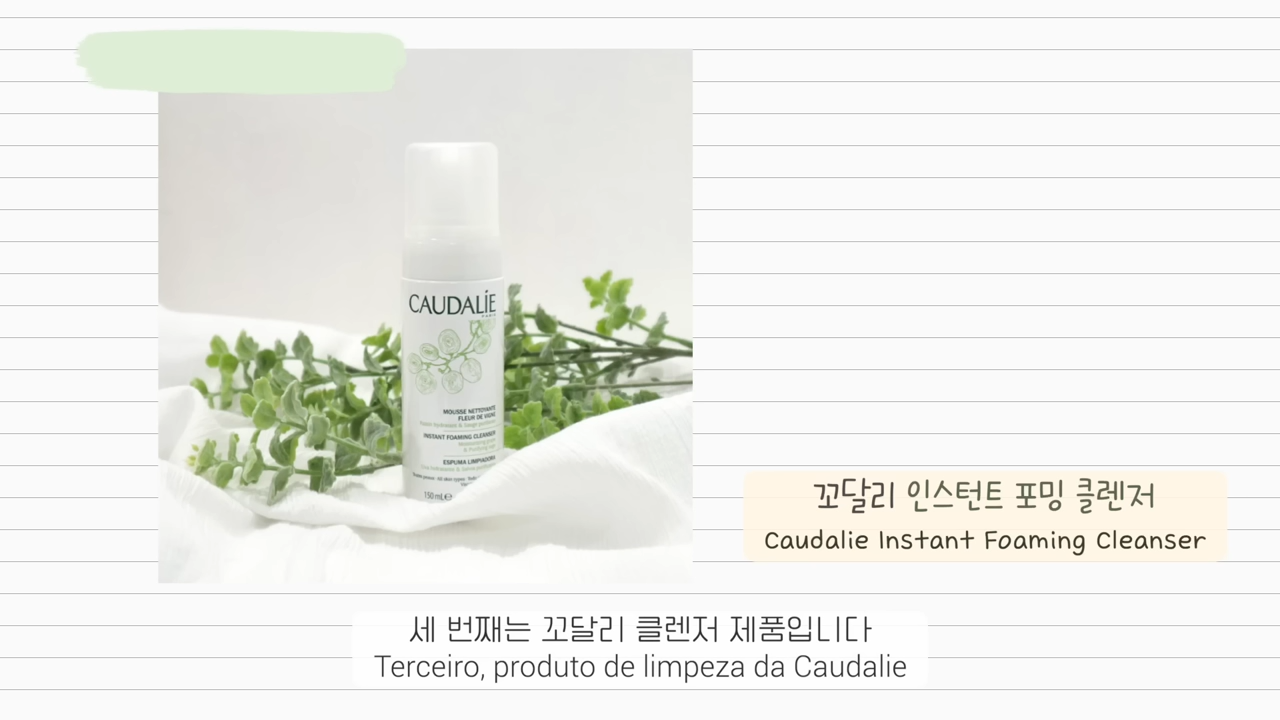 CAUDALÍE
PARIS
MOUSSE NETTOYANTE
FLEUR DE VIGNE
INSTANT FOAMING CLEANSER
ESPUMA LIMPIADORA
150 mL
꼬달리 인스턴트 포밍 클렌저
Caudalie Instant Foaming Cleanser
세 번째는 꼬달리 클렌저 제품입니다
Terceiro, produto de limpeza da Caudalie